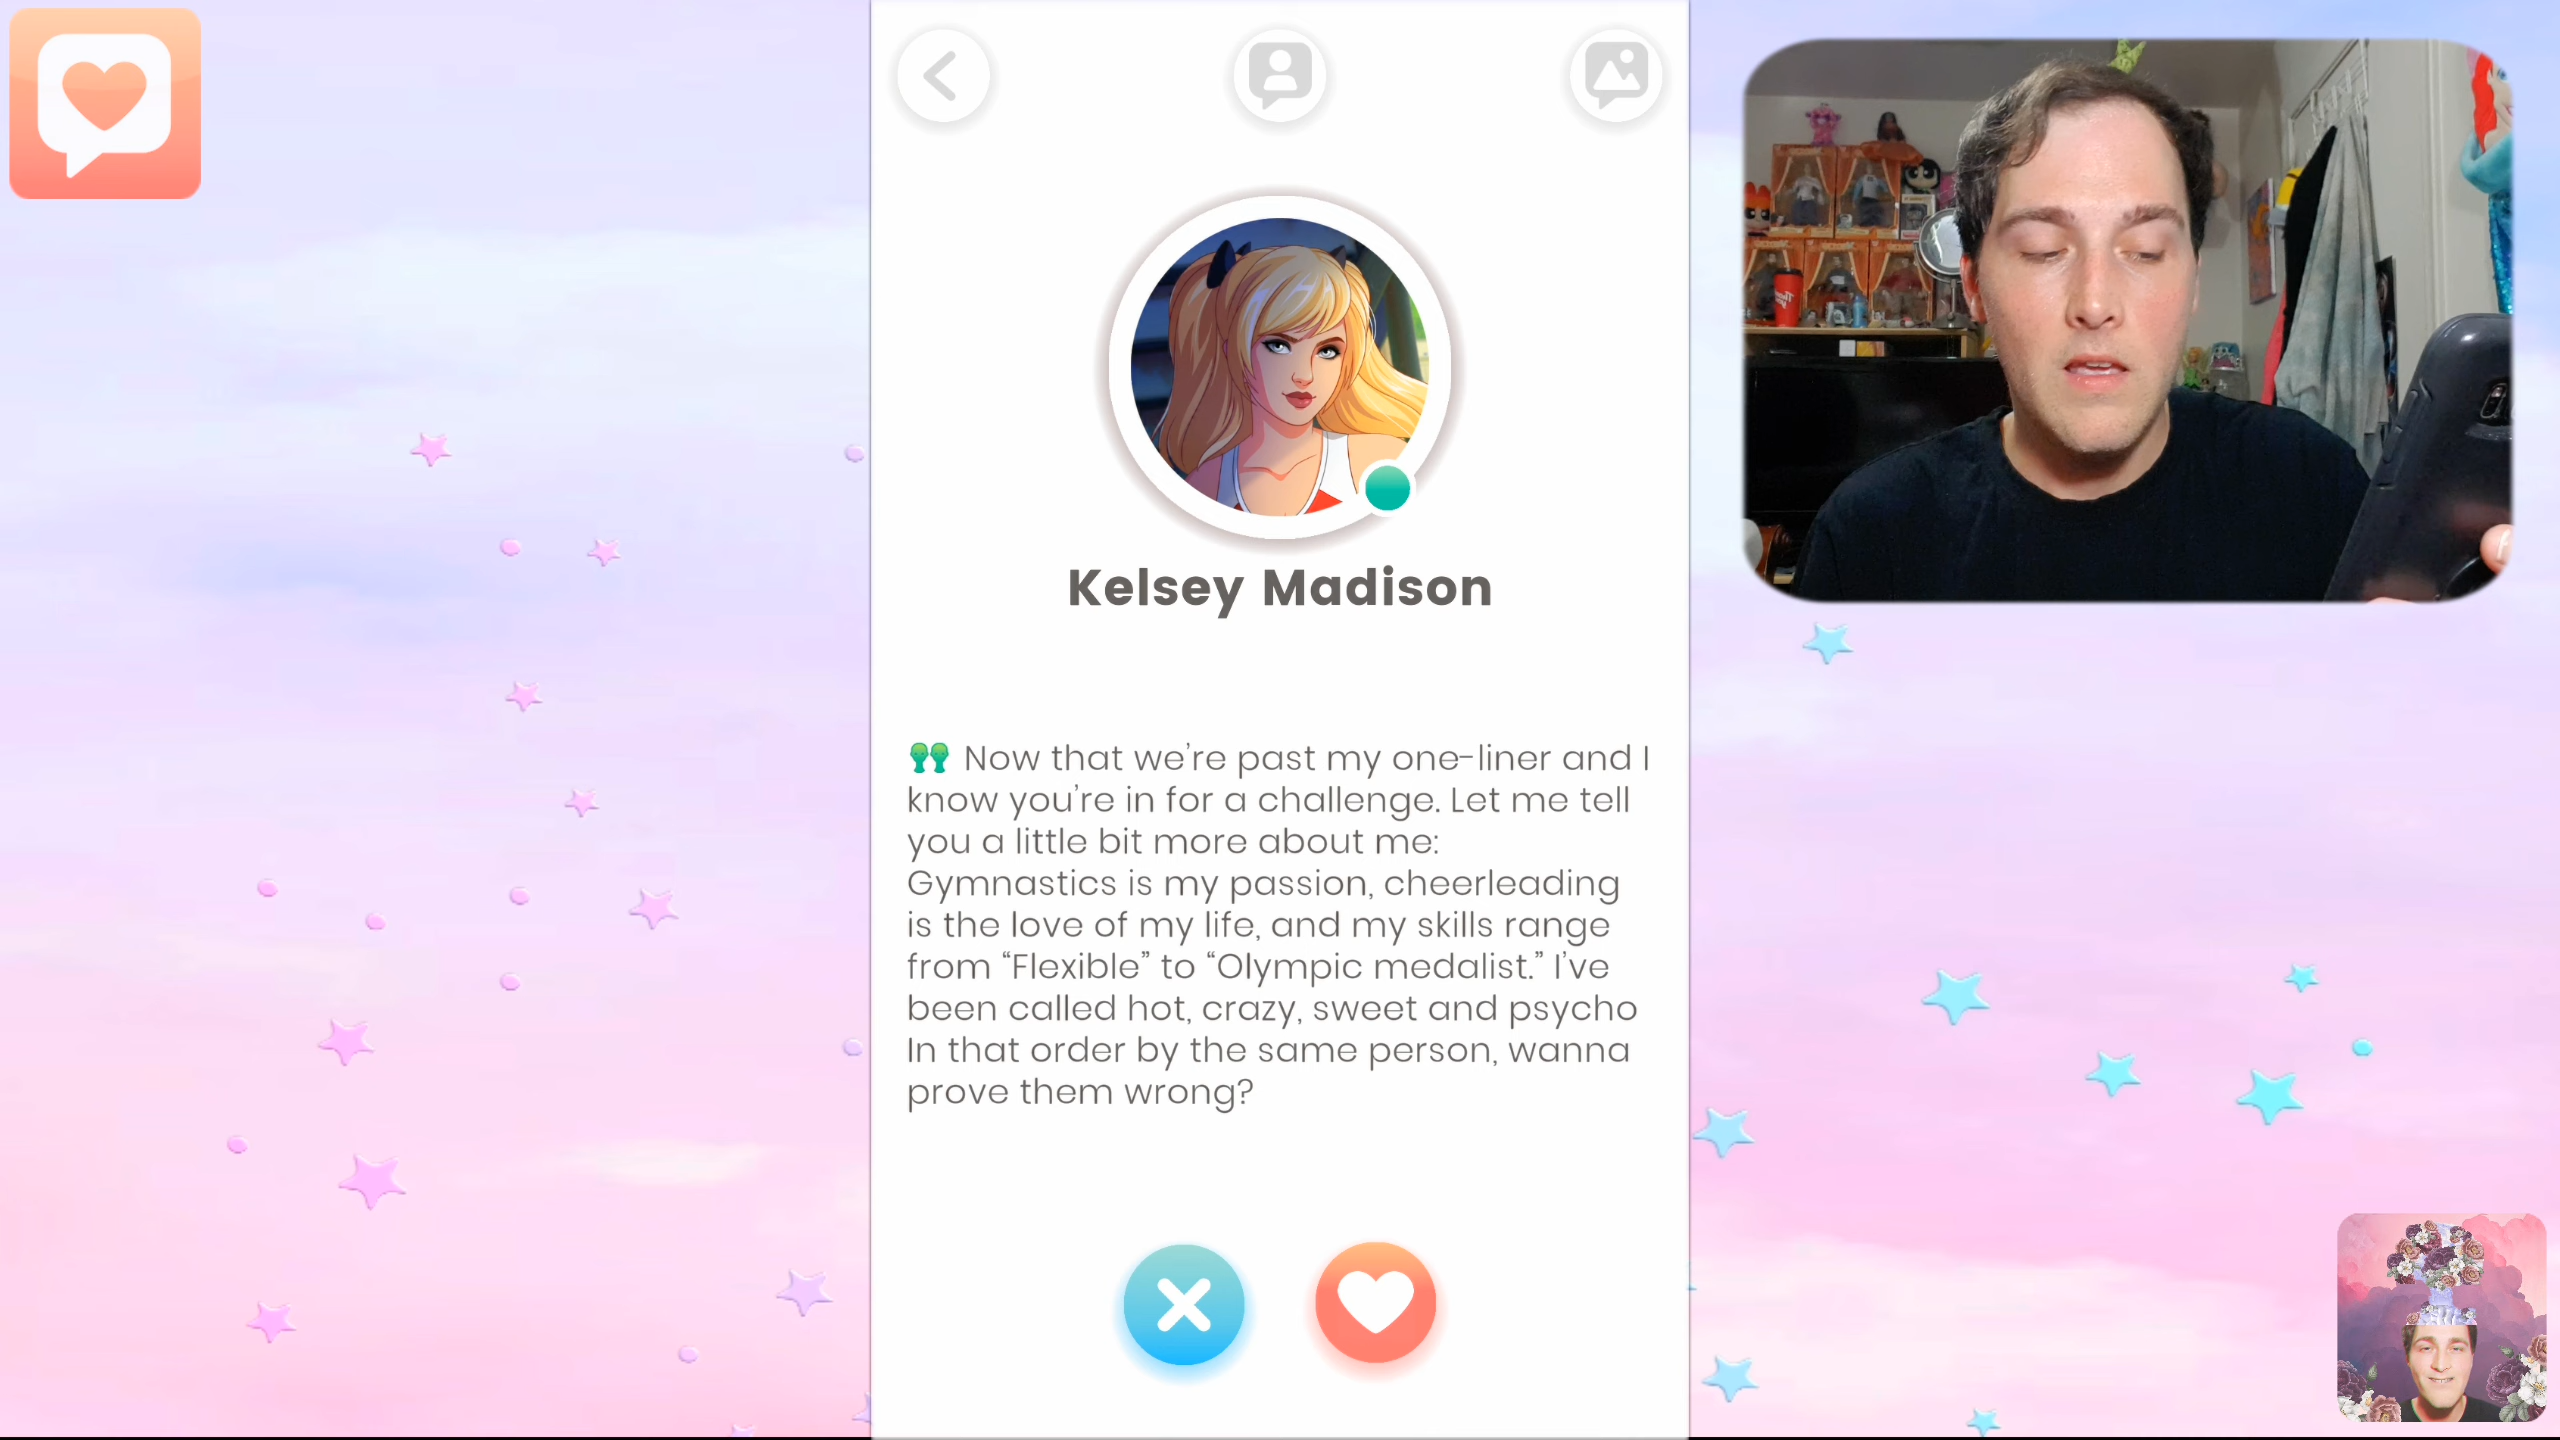 Kelsey Madison
Now that we're past my one-liner and I
know you're in for a challenge. Let me tell
you a little bit more about me:
Gymnastics is my passion, cheerleading
is the love of my life, and my skills range
from “Flexible” to “Olympic medalist.” I've
been called hot, crazy, sweet and psycho
In that order by the same person, wanna
prove them wrong?